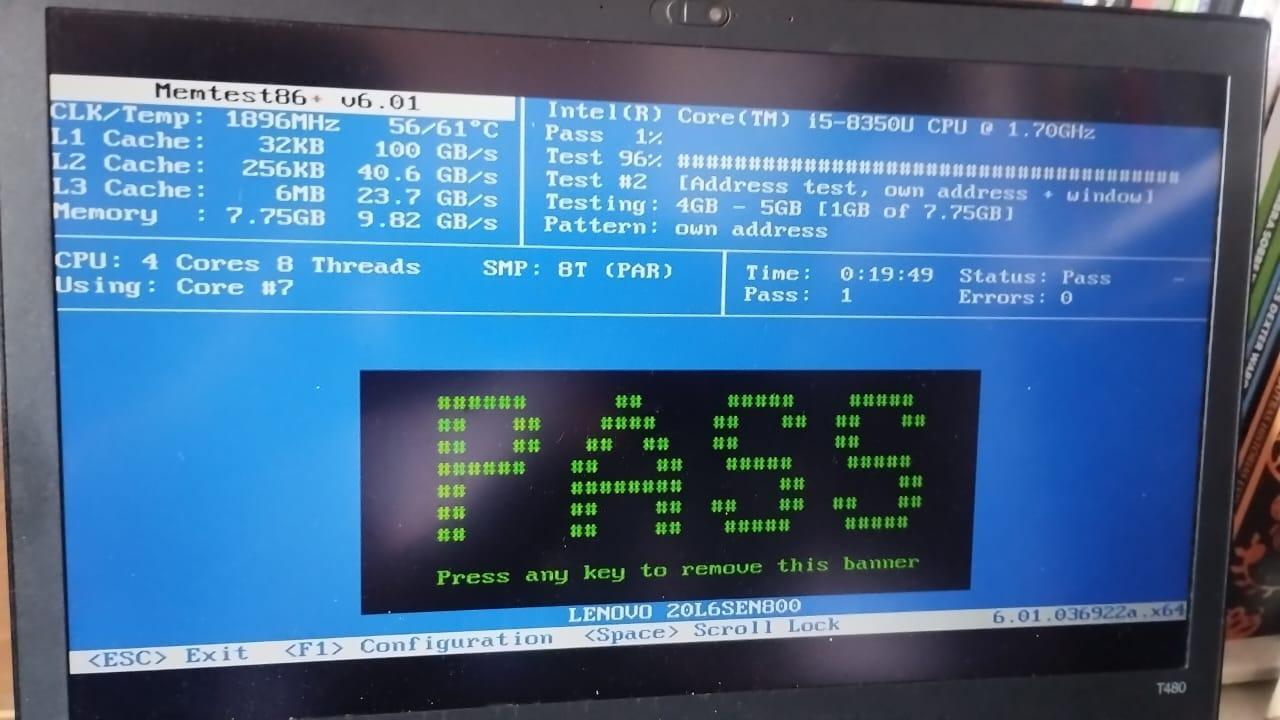 Memtest86+ v6.01
CLK/Temp: 1896MHz 56/61°C
L1 Cache: 32KB 100 GB/s
L2 Cache: 256KB 40.6 GB/s
L3 Cache: 6MB 23.7 GB/s
Memory : 7.75GB 9.82 GB/s
Intel(R) Core(TM) i5-8350U CPU @ 1.70GHz
Pass 1%
Test 96% ############################################
Test #2 [Address test, own address + window]
Testing: 4GB - 5GB [1GB of 7.75GB]
Pattern: own address
CPU: 4 Cores 8 Threads SMP: 8T (PAR)
Using: Core #7
Time: 0:19:49 Status: Pass -
Pass: 1 Errors: 0
PASS
Press any key to remove this banner
LENOVO 20L6SEN800
<ESC> Exit <F1> Configuration <Space> Scroll Lock 6.01.036922a.x64
T480
DEXTER